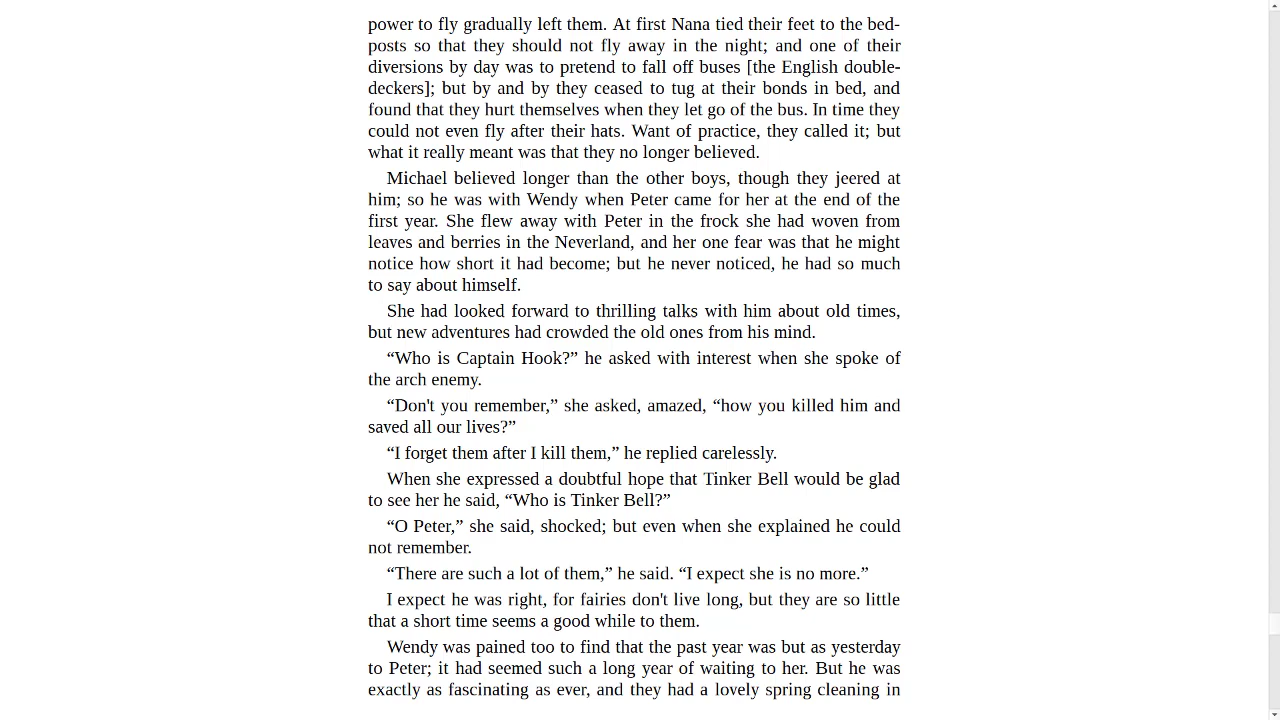 power to fly gradually left them. At first Nana tied their feet to the bed-
posts so that they should not fly away in the night; and one of their
diversions by day was to pretend to fall off buses [the English double-
deckers]; but by and by they ceased to tug at their bonds in bed, and
found that they hurt themselves when they let go of the bus. In time they
could not even fly after their hats. Want of practice, they called it; but
what it really meant was that they no longer believed.
Michael believed longer than the other boys, though they jeered at
him; so he was with Wendy when Peter came for her at the end of the
first year. She flew away with Peter in the frock she had woven from
leaves and berries in the Neverland, and her one fear was that he might
notice how short it had become; but he never noticed, he had so much
to say about himself.
She had looked forward to thrilling talks with him about old times,
but new adventures had crowded the old ones from his mind.
“Who is Captain Hook?” he asked with interest when she spoke of
the arch enemy.
“Don't you remember,” she asked, amazed, “how you killed him and
saved all our lives?”
“I forget them after I kill them,” he replied carelessly.
When she expressed a doubtful hope that Tinker Bell would be glad
to see her he said, “Who is Tinker Bell?”
“O Peter,” she said, shocked; but even when she explained he could
not remember.
“There are such a lot of them,” he said. “I expect she is no more.”
I expect he was right, for fairies don't live long, but they are so little
that a short time seems a good while to them.
Wendy was pained too to find that the past year was but as yesterday
to Peter; it had seemed such a long year of waiting to her. But he was
exactly as fascinating as ever, and they had a lovely spring cleaning in